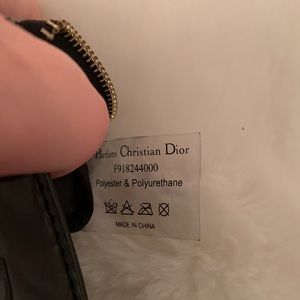 Parfums Christian Dior
F918244000
Polyester & Polyurethane
MADE IN CHINA